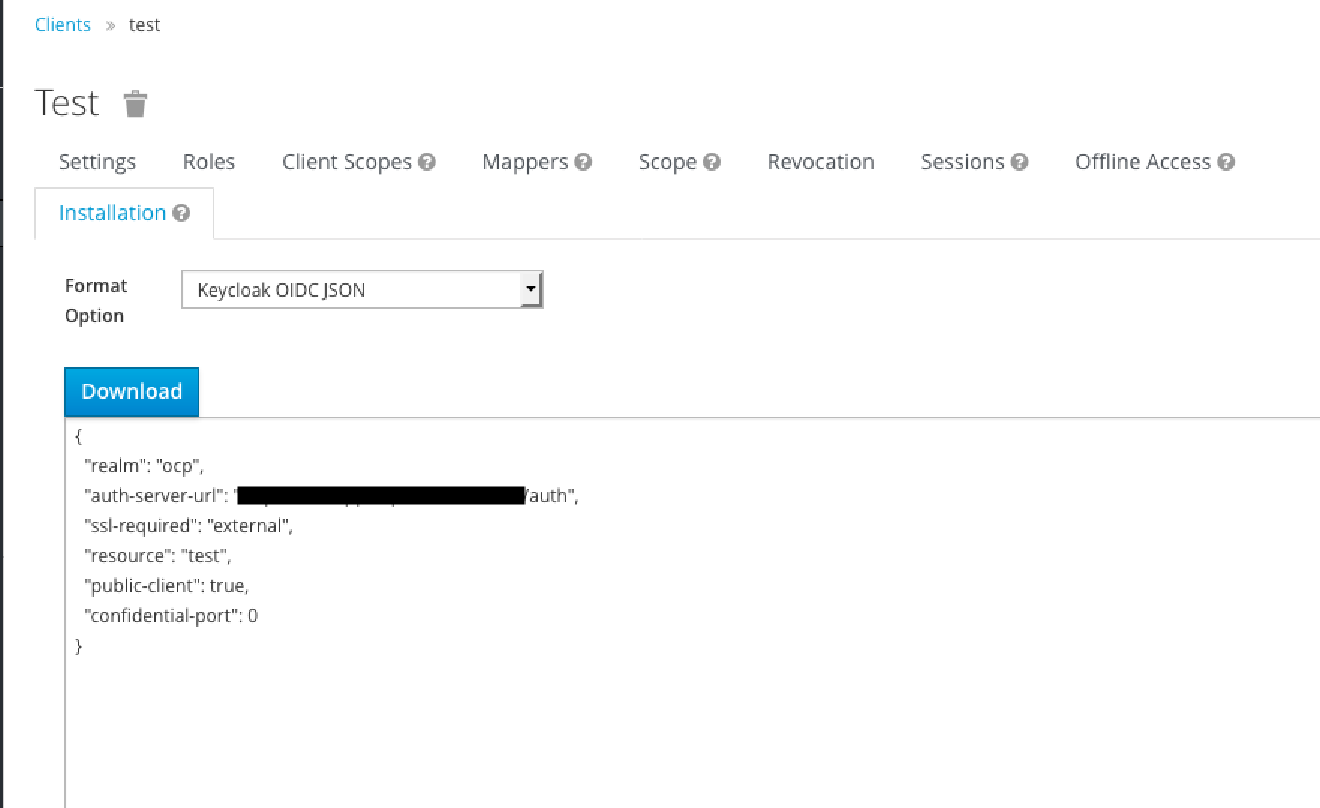 Clients » test
Test
Settings Roles Client Scopes Mappers Scope Revocation Sessions Offline Access
Installation
Format
Option
Keycloak OIDC JSON
Download
{
"realm": "ocp",
"auth-server-url": "/auth",
"ssl-required": "external",
"resource": "test",
"public-client": true,
"confidential-port": 0
}